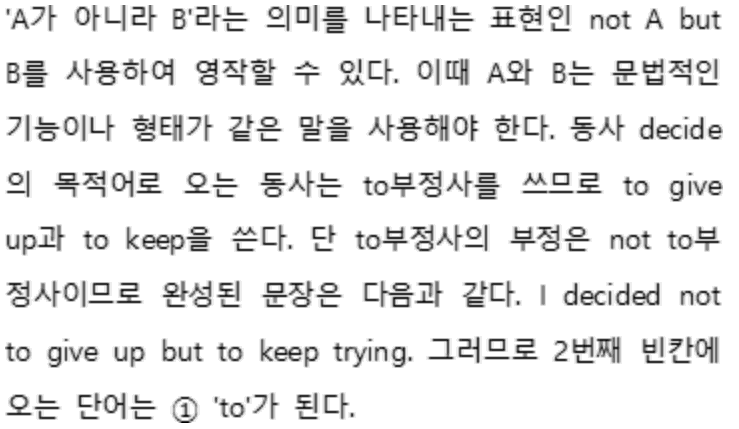 'A가 아니라 B'라는 의미를 나타내는 표현인 not A but
B를 사용하여 영작할 수 있다. 이때 A와 B는 문법적인
기능이나 형태가 같은 말을 사용해야 한다. 동사 decide
의 목적어로 오는 동사는 to부정사를 쓰므로 to give
up과 to keep을 쓴다. 단 to부정사의 부정은 not to부
정사이므로 완성된 문장은 다음과 같다. I decided not
to give up but to keep trying. 그러므로 2번째 빈칸에
오는 단어는 ① 'to'가 된다.